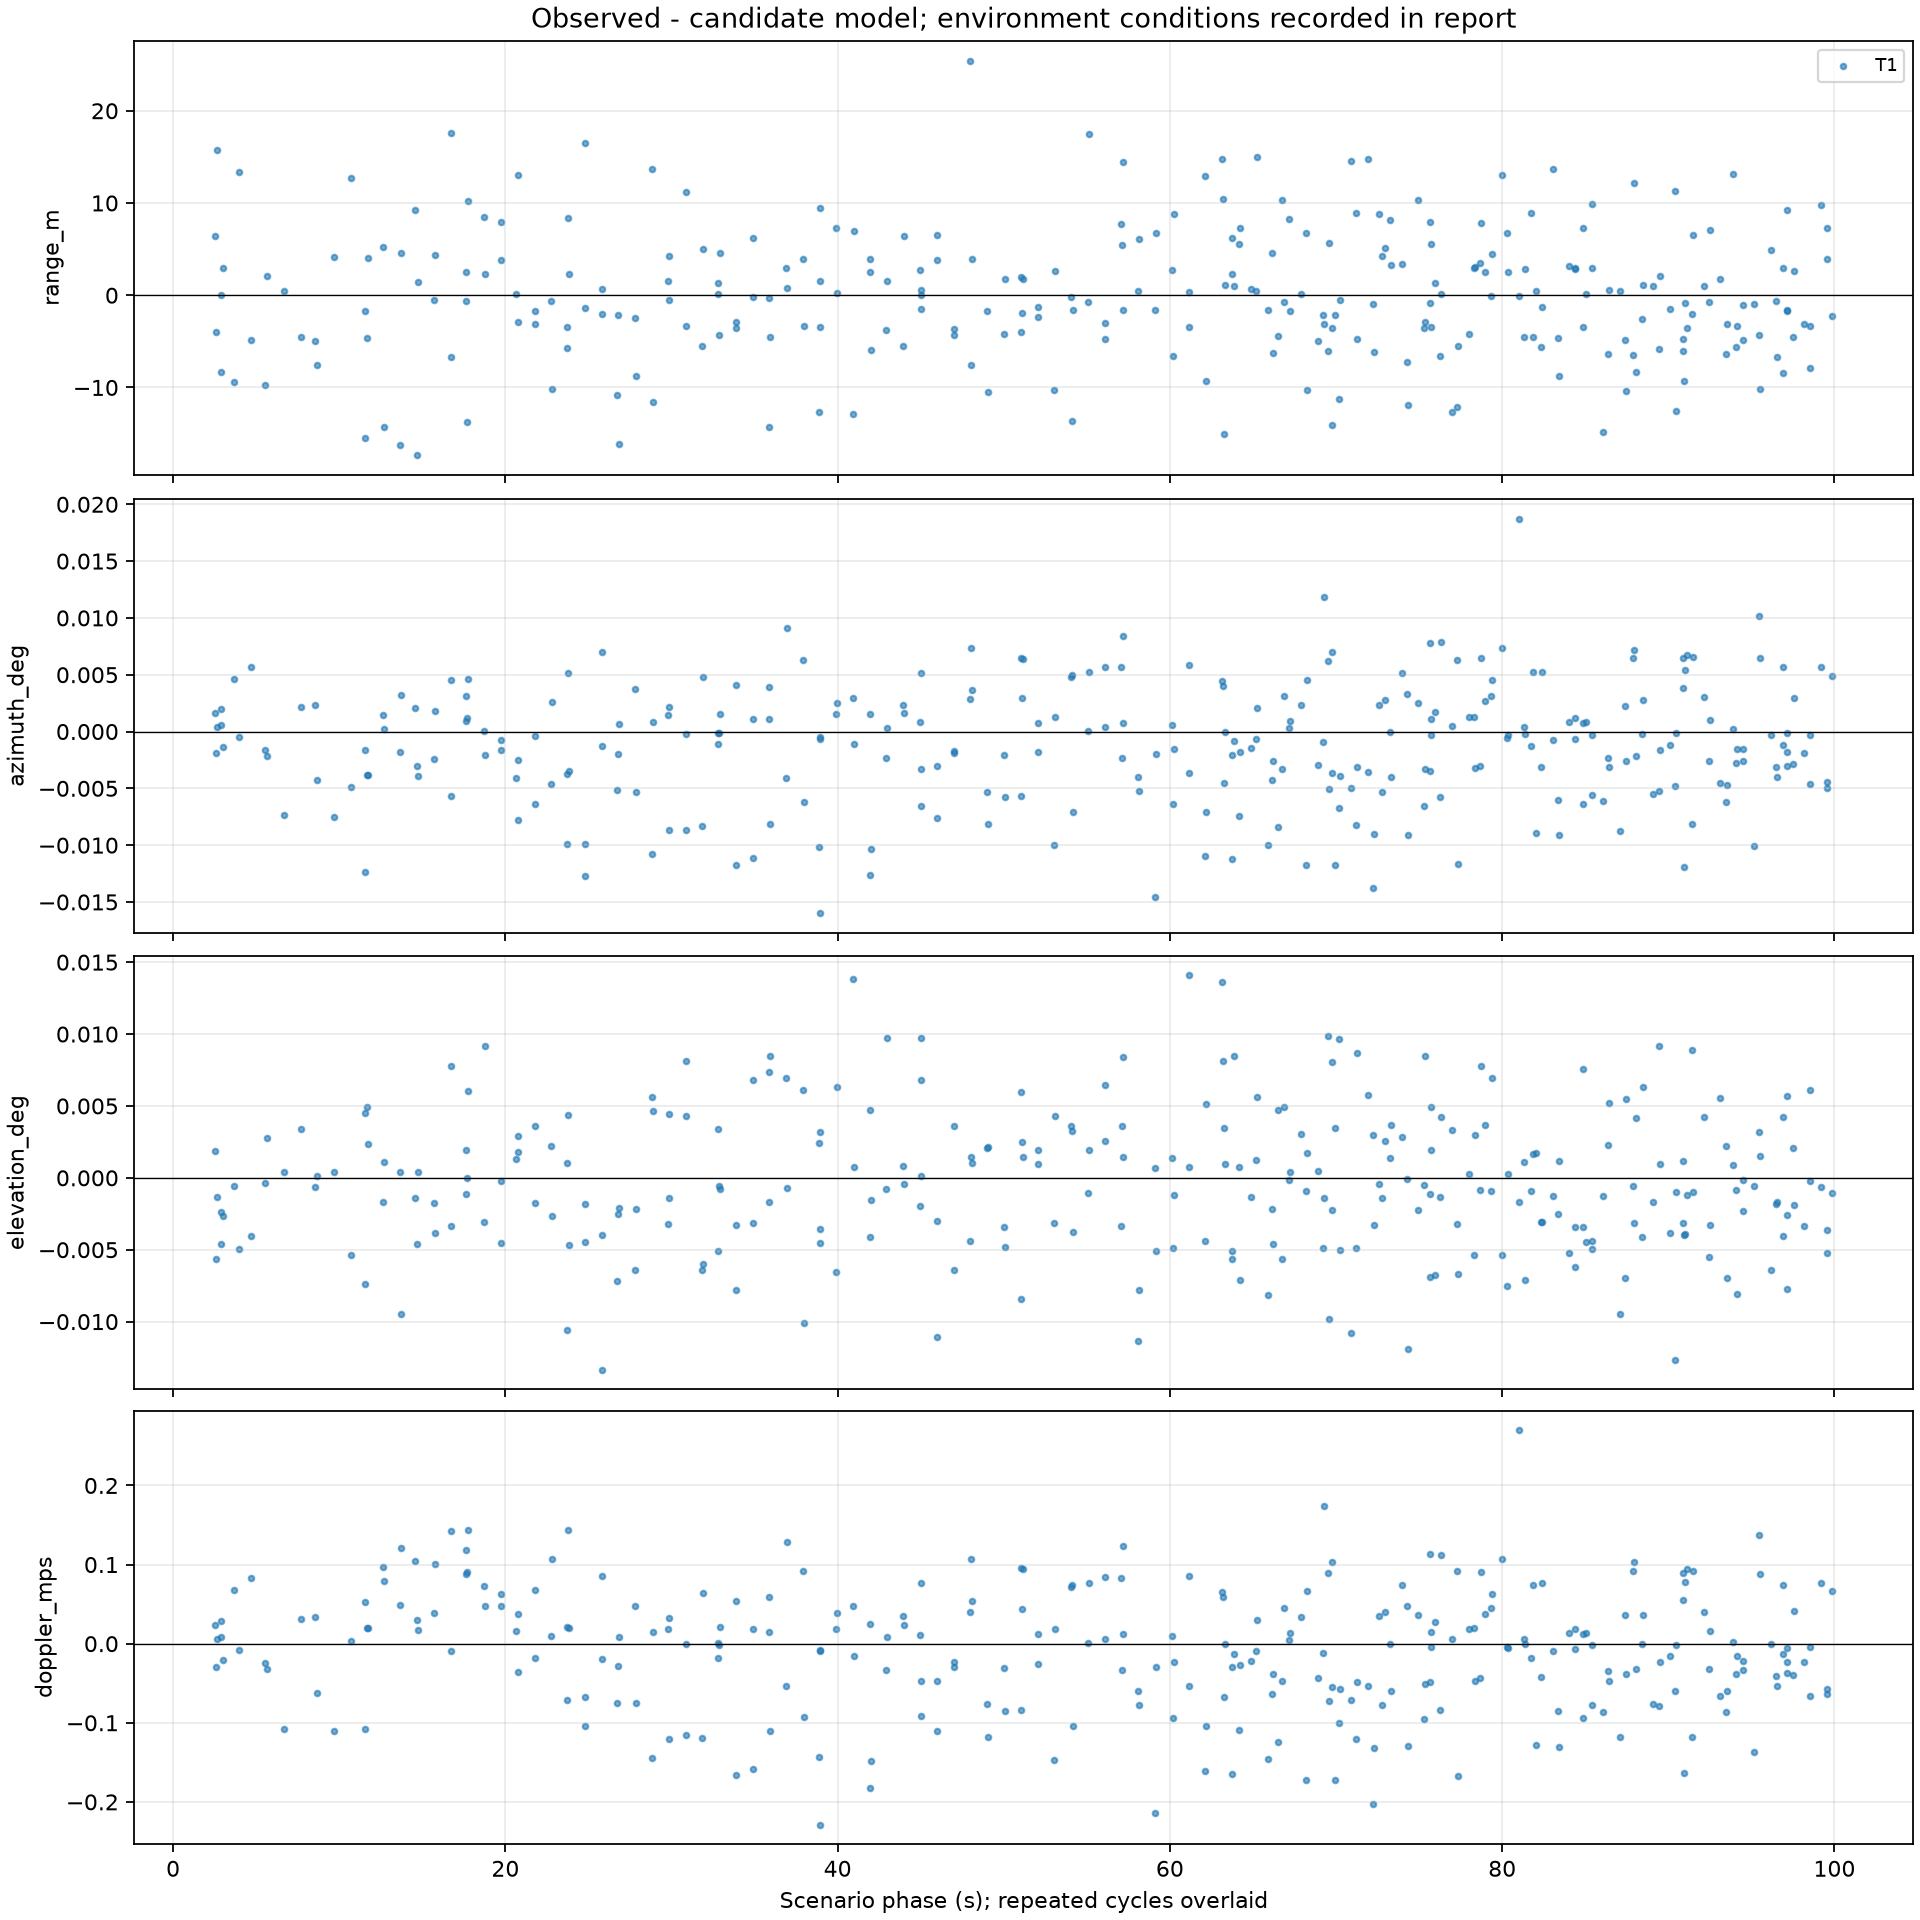 Observed - candidate model; environment conditions recorded in report
T1
range_m
20
10
0
−10
azimuth_deg
0.020
0.015
0.010
0.005
0.000
−0.005
−0.010
−0.015
elevation_deg
0.015
0.010
0.005
0.000
−0.005
−0.010
doppler_mps
0.2
0.1
0.0
−0.1
−0.2
0 20 40 60 80 100
Scenario phase (s); repeated cycles overlaid